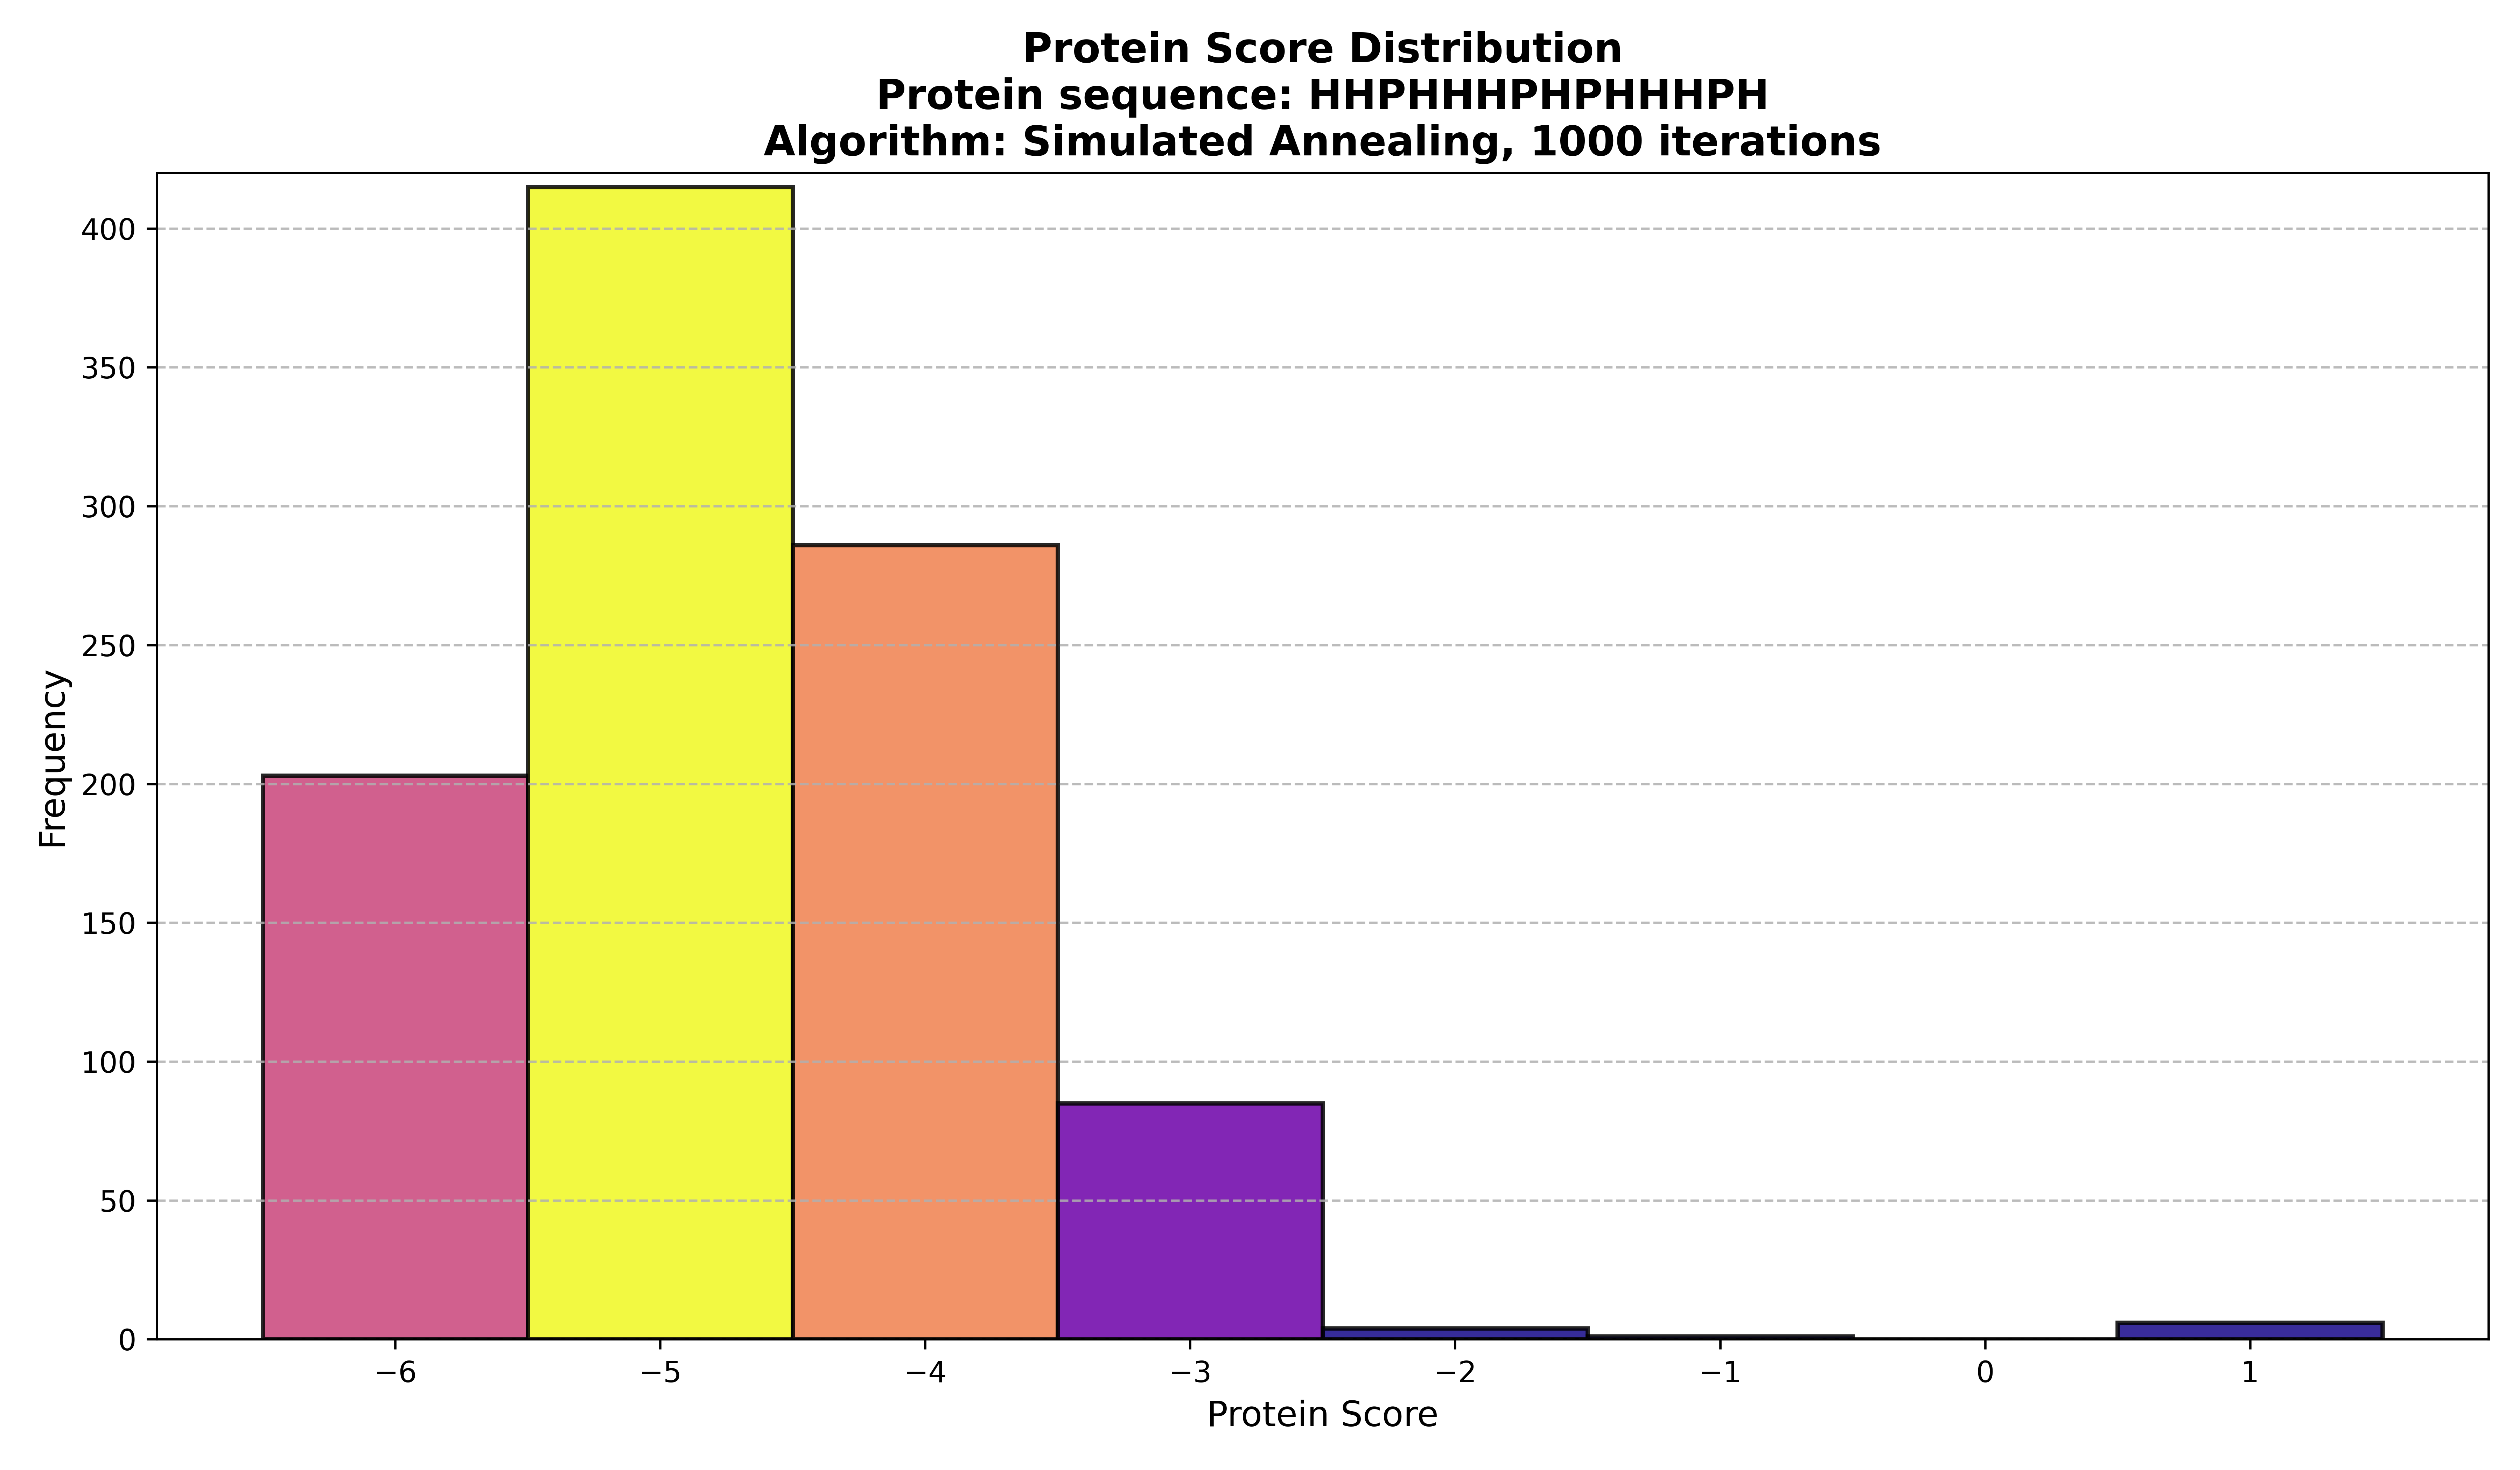 Protein Score Distribution
Protein sequence: HHPHHHHPHPHHHHPH
Algorithm: Simulated Annealing, 1000 iterations
400
350
300
250
200
150
100
50
0
Frequency
−6 −5 −4 −3 −2 −1 0 1
Protein Score